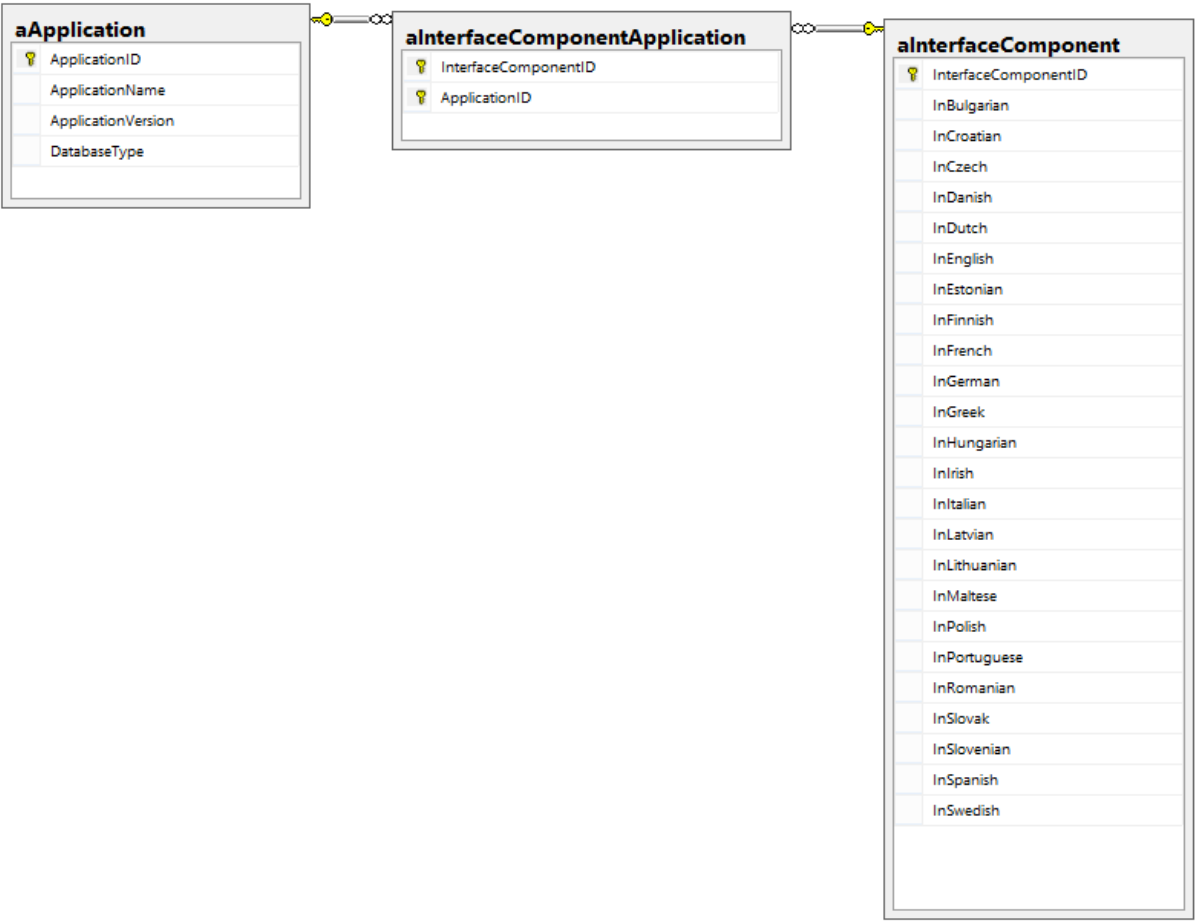 aApplication
ApplicationID
ApplicationName
ApplicationVersion
DatabaseType
aInterfaceComponentApplication
InterfaceComponentID
ApplicationID
aInterfaceComponent
InterfaceComponentID
InBulgarian
InCroatian
InCzech
InDanish
InDutch
InEnglish
InEstonian
InFinnish
InFrench
InGerman
InGreek
InHungarian
InIrish
InItalian
InLatvian
InLithuanian
InMaltese
InPolish
InPortuguese
InRomanian
InSlovak
InSlovenian
InSpanish
InSwedish